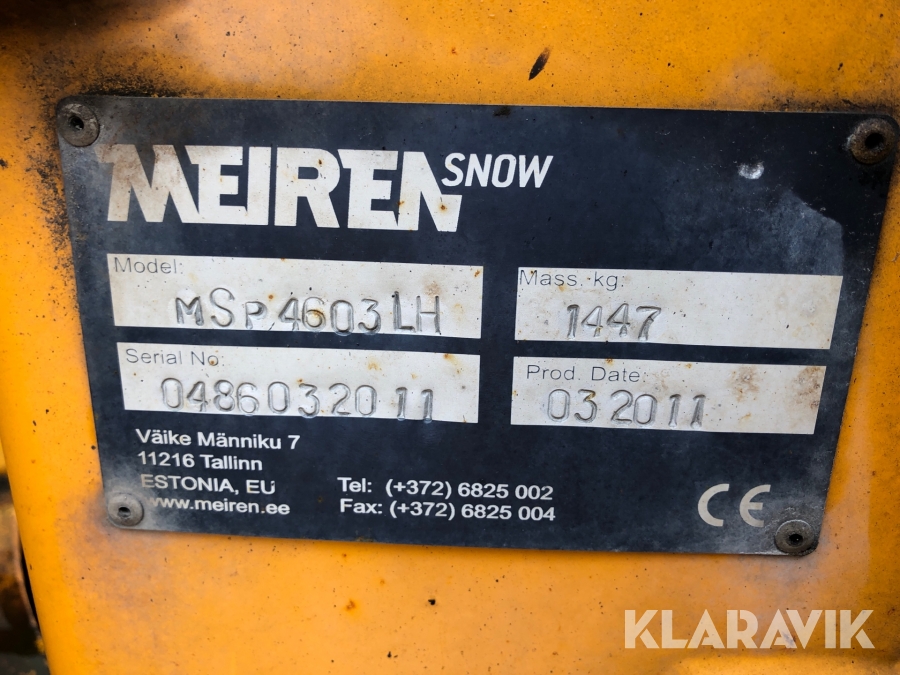 MEIREN SNOW
Model:
MSP4603LH
Mass. kg:
1447
Serial No:
0486032011
Prod. Date:
032011
Väike Männiku 7
11216 Tallinn
ESTONIA, EU
www.meiren.ee
Tel: (+372) 6825 002
Fax: (+372) 6825 004
CE
KLARAVIK